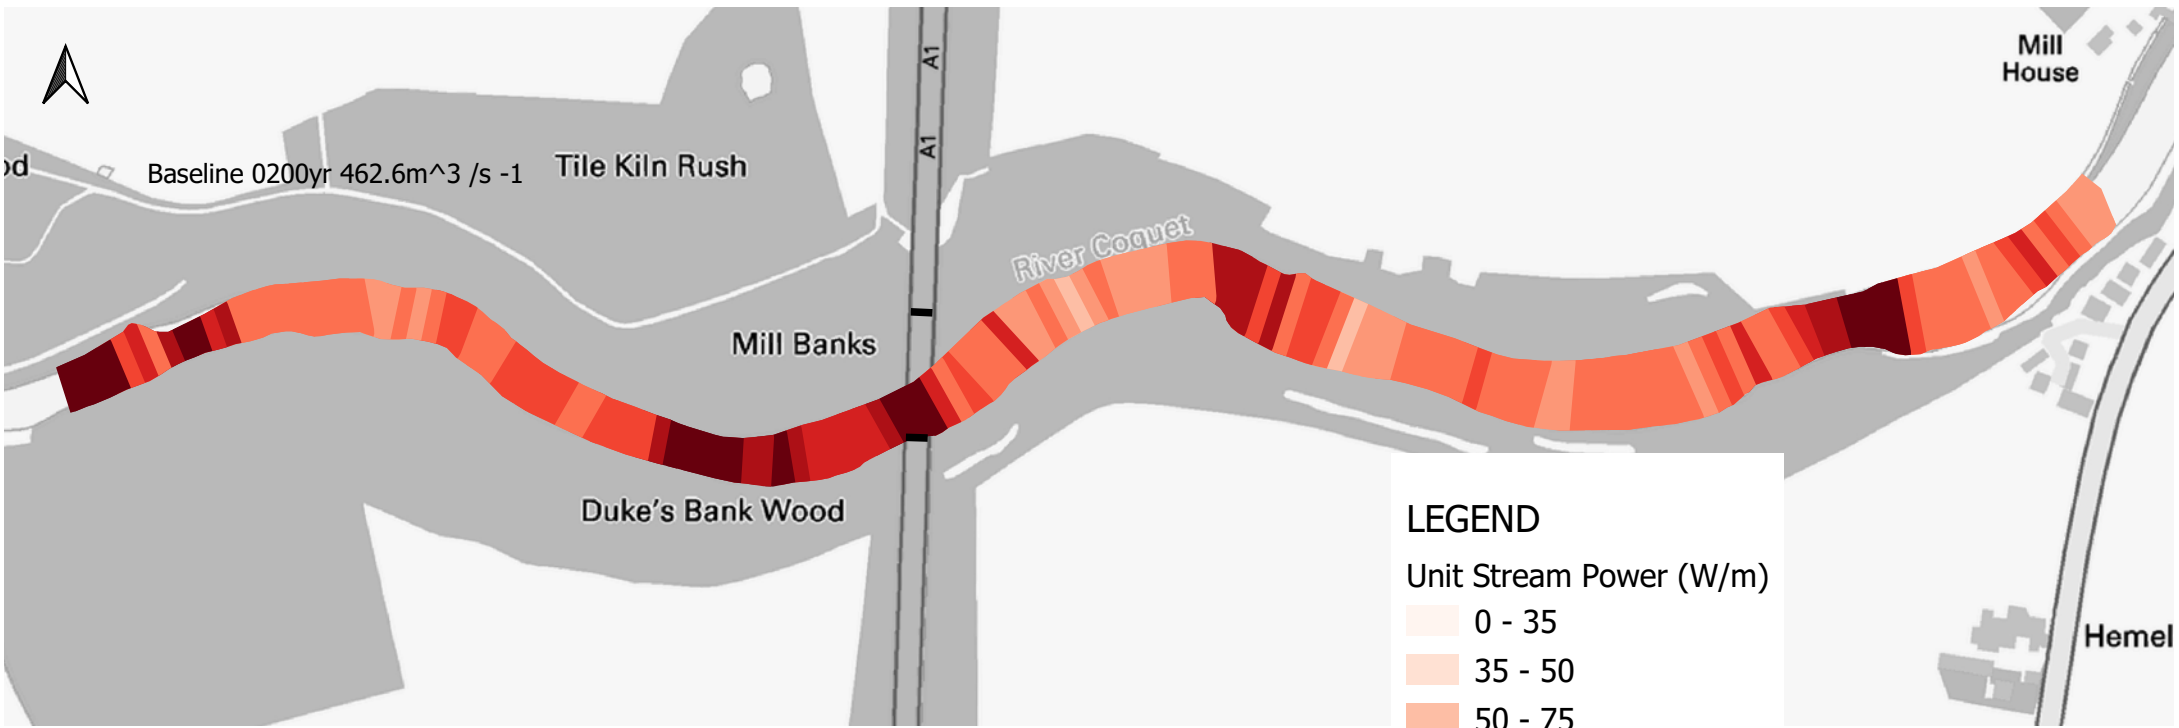 A1
Mill
House
A1
od
Baseline 0200yr 462.6m^3 /s -1
Tile Kiln Rush
River Coquet
Mill Banks
Duke's Bank Wood
LEGEND
Unit Stream Power (W/m)
0 - 35
35 - 50
50 - 75
Hemel